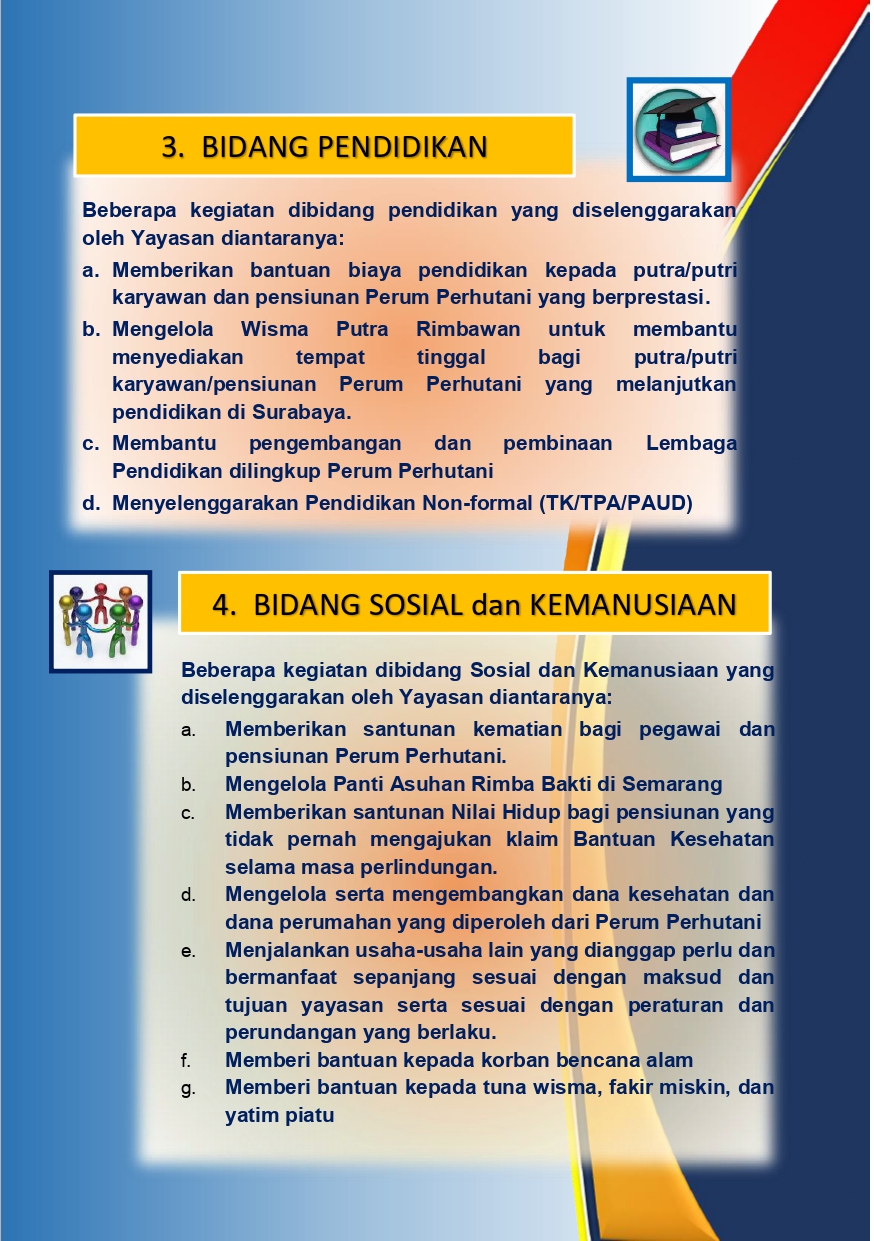 3. BIDANG PENDIDIKAN
Beberapa kegiatan dibidang pendidikan yang diselenggarakan
oleh Yayasan diantaranya:
a. Memberikan bantuan biaya pendidikan kepada putra/putri
karyawan dan pensiunan Perum Perhutani yang berprestasi.
b. Mengelola Wisma Putra Rimbawan untuk membantu
menyediakan tempat tinggal bagi putra/putri
karyawan/pensiunan Perum Perhutani yang melanjutkan
pendidikan di Surabaya.
c. Membantu pengembangan dan pembinaan Lembaga
Pendidikan dilingkup Perum Perhutani
d. Menyelenggarakan Pendidikan Non-formal (TK/TPA/PAUD)
4. BIDANG SOSIAL dan KEMANUSIAAN
Beberapa kegiatan dibidang Sosial dan Kemanusiaan yang
diselenggarakan oleh Yayasan diantaranya:
a. Memberikan santunan kematian bagi pegawai dan
pensiunan Perum Perhutani.
b. Mengelola Panti Asuhan Rimba Bakti di Semarang
c. Memberikan santunan Nilai Hidup bagi pensiunan yang
tidak pernah mengajukan klaim Bantuan Kesehatan
selama masa perlindungan.
d. Mengelola serta mengembangkan dana kesehatan dan
dana perumahan yang diperoleh dari Perum Perhutani
e. Menjalankan usaha-usaha lain yang dianggap perlu dan
bermanfaat sepanjang sesuai dengan maksud dan
tujuan yayasan serta sesuai dengan peraturan dan
perundangan yang berlaku.
f. Memberi bantuan kepada korban bencana alam
g. Memberi bantuan kepada tuna wisma, fakir miskin, dan
yatim piatu